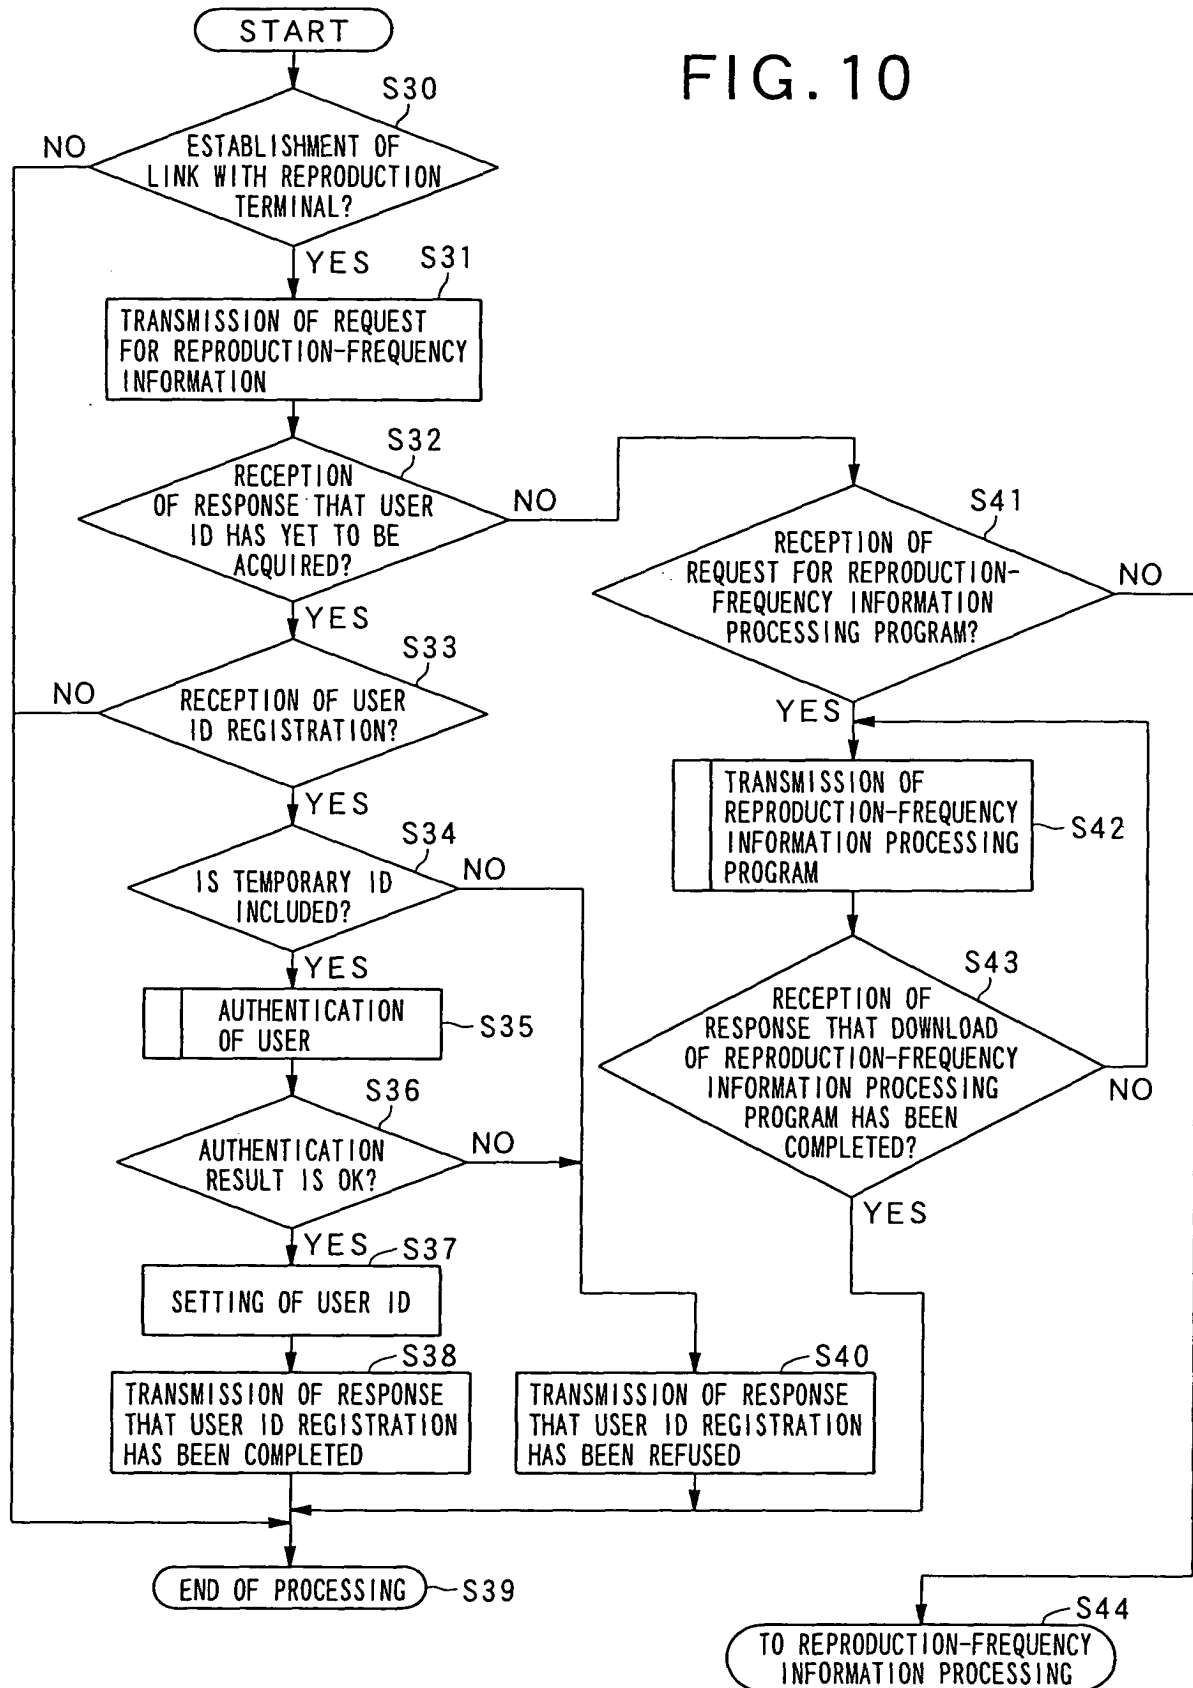 START
FIG. 10
S30
NO
ESTABLISHMENT OF
LINK WITH REPRODUCTION
TERMINAL?
YES
S31
TRANSMISSION OF REQUEST
FOR REPRODUCTION-FREQUENCY
INFORMATION
S32
RECEPTION
OF RESPONSE THAT USER
ID HAS YET TO BE
ACQUIRED?
NO
YES
S33
NO
RECEPTION OF USER
ID REGISTRATION?
YES
S34
IS TEMPORARY ID
INCLUDED?
NO
YES
AUTHENTICATION
OF USER
S35
S36
AUTHENTICATION
RESULT IS OK?
NO
YES
S37
SETTING OF USER ID
S38
TRANSMISSION OF RESPONSE
THAT USER ID REGISTRATION
HAS BEEN COMPLETED
S40
TRANSMISSION OF RESPONSE
THAT USER ID REGISTRATION
HAS BEEN REFUSED
END OF PROCESSING
S39
S41
RECEPTION OF
REQUEST FOR REPRODUCTION-
FREQUENCY INFORMATION
PROCESSING PROGRAM?
NO
YES
TRANSMISSION OF
REPRODUCTION-FREQUENCY
INFORMATION PROCESSING
PROGRAM
S42
S43
RECEPTION OF
RESPONSE THAT DOWNLOAD
OF REPRODUCTION-FREQUENCY
INFORMATION PROCESSING
PROGRAM HAS BEEN
COMPLETED?
NO
YES
S44
TO REPRODUCTION-FREQUENCY
INFORMATION PROCESSING